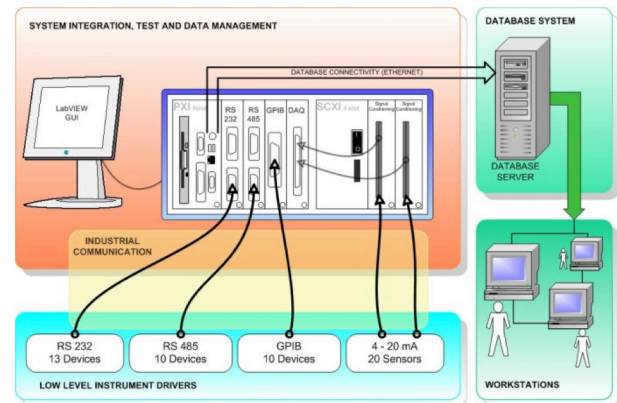 SYSTEM INTEGRATION, TEST AND DATA MANAGEMENT
DATABASE SYSTEM
DATABASE CONNECTIVITY (ETHERNET)
LabVIEW
GUI
PXI
RS
232
RS
485
GPIB
DAQ
SCXI 4-slot
Signal
Conditioning
Signal
Conditioning
DATABASE
SERVER
INDUSTRIAL
COMMUNICATION
RS 232
13 Devices
RS 485
10 Devices
GPIB
10 Devices
4 - 20 mA
20 Sensors
LOW LEVEL INSTRUMENT DRIVERS
WORKSTATIONS